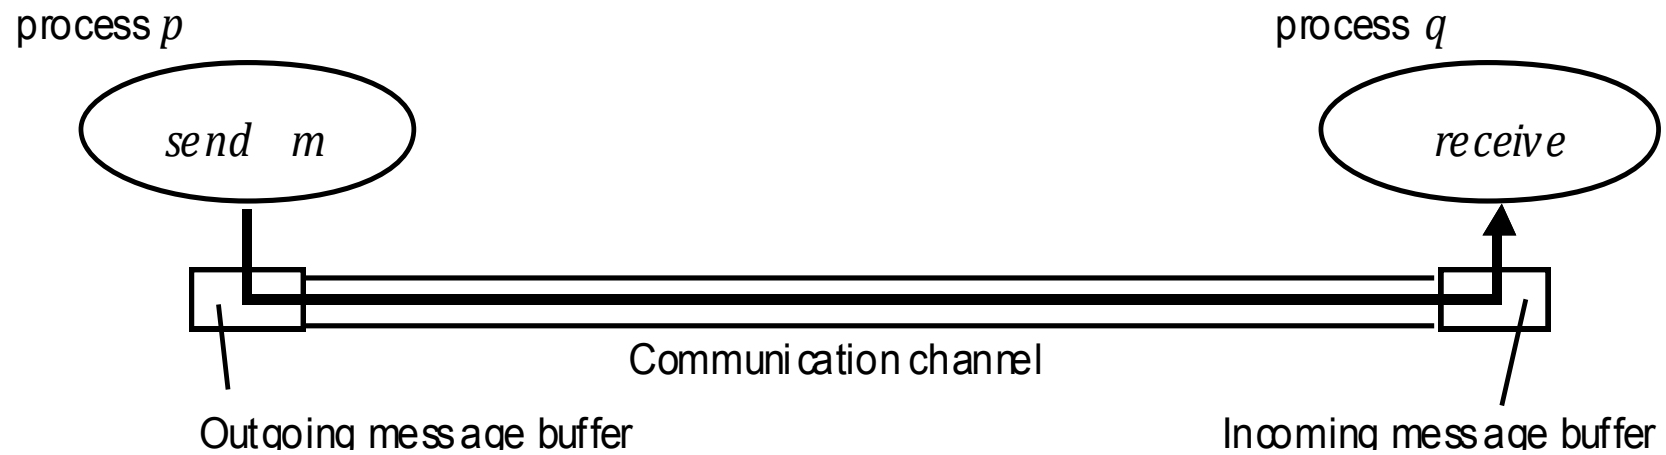 process p
process q
send m
receive
Communication channel
Outgoing message buffer
Incoming message buffer